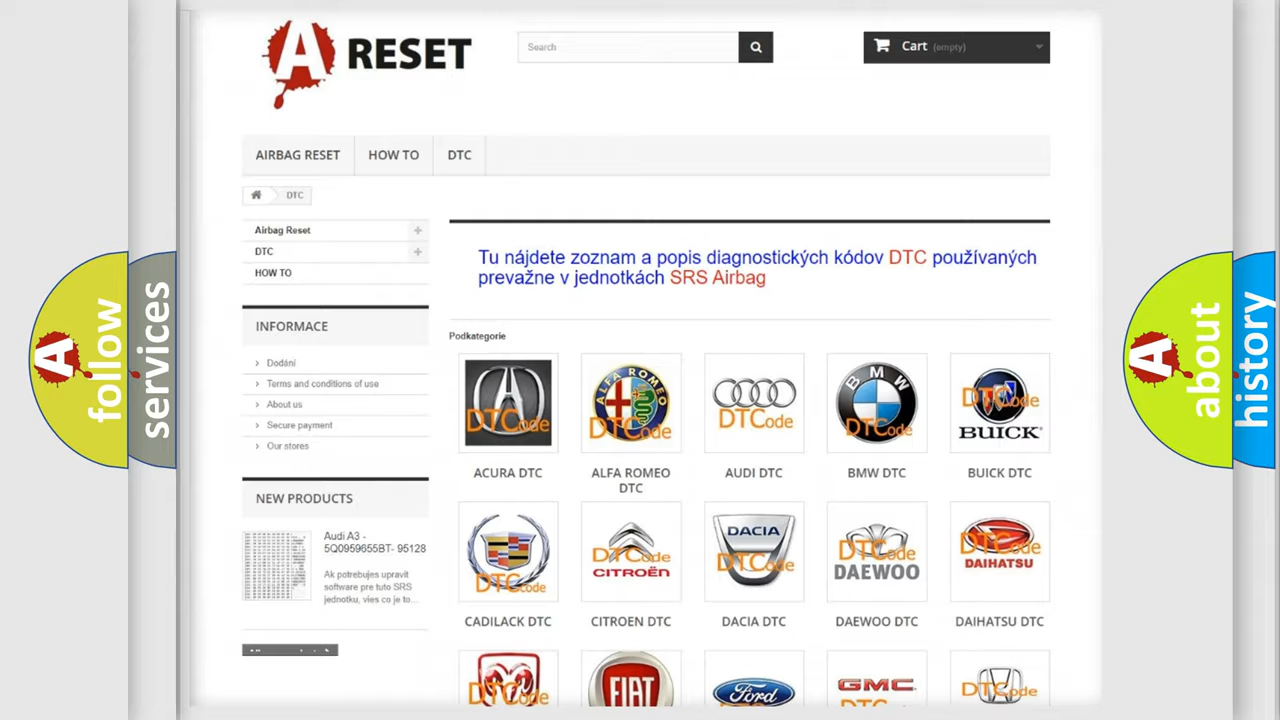 A RESET
Search
Cart (empty)
AIRBAG RESET
HOW TO
DTC
DTC
Airbag Reset
DTC
HOW TO
INFORMACE
Dodání
Terms and conditions of use
About us
Secure payment
Our stores
NEW PRODUCTS
Audi A3 -
5Q0959655BT- 95128
Ak potrebujes upravit
software pre tuto SRS
jednotku, vies co je to...
Tu nájdete zoznam a popis diagnostických kódov DTC používaných
prevažne v jednotkách SRS Airbag
Podkategorie
DTCode
ALFA ROMEO
DTCode
DTCode
BMW
DTCode
DTCode
BUICK
ACURA DTC
ALFA ROMEO
DTC
AUDI DTC
BMW DTC
BUICK DTC
DTCode
DTCode
CITROËN
DACIA
DTCode
DTCode
DAEWOO
DTCode
DAIHATSU
CADILACK DTC
CITROEN DTC
DACIA DTC
DAEWOO DTC
DAIHATSU DTC
DTCode
FIAT
Ford
GMC
DTCode
A
follow
services
A
about
history